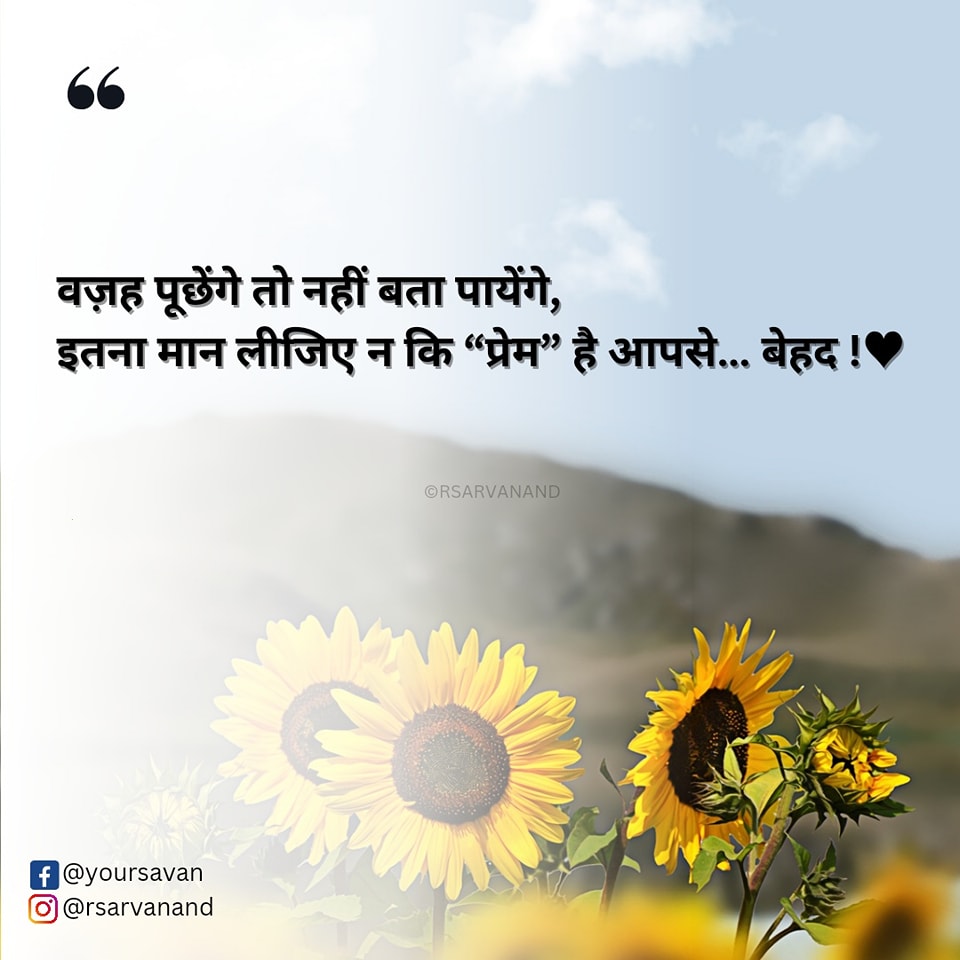 “
वज़ह पूछेंगे तो नहीं बता पायेंगे,
इतना मान लीजिए न कि “प्रेम” है आपसे... बेहद !♥
©RSARVANAND
@yoursavan
@rsarvanand